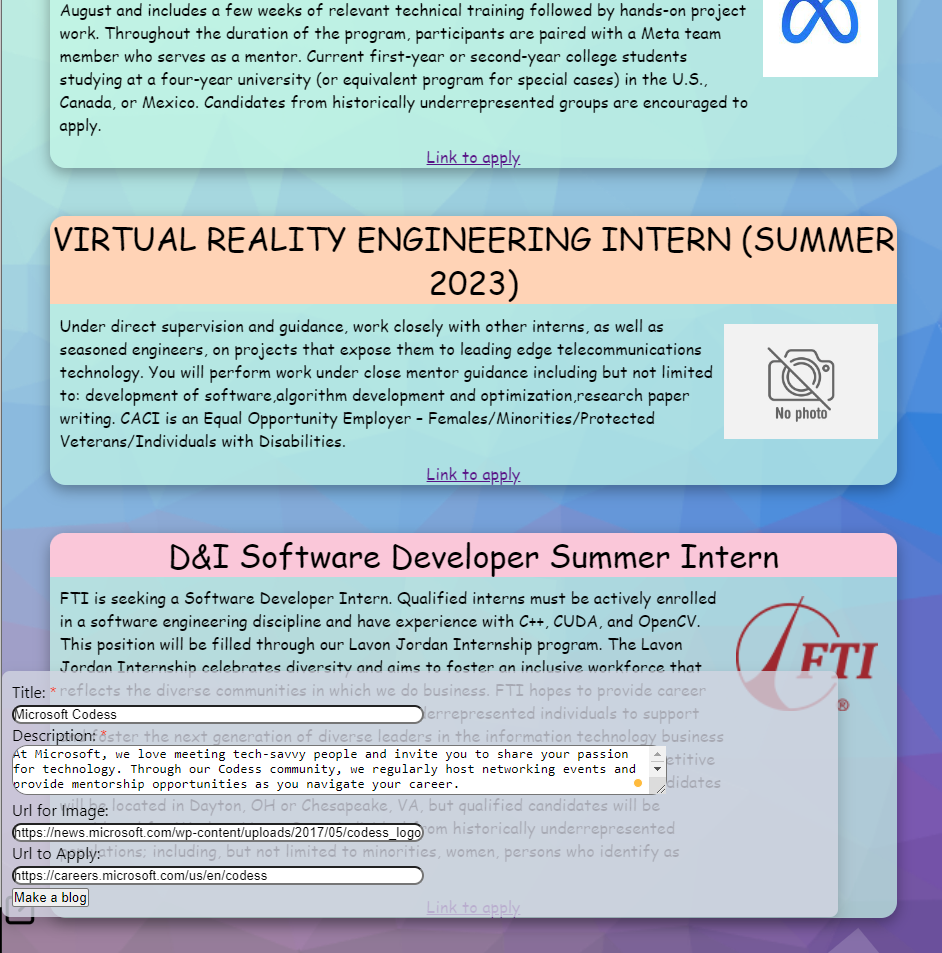 August and includes a few weeks of relevant technical training followed by hands-on project
work. Throughout the duration of the program, participants are paired with a Meta team
member who serves as a mentor. Current first-year or second-year college students
studying at a four-year university (or equivalent program for special cases) in the U.S.,
Canada, or Mexico. Candidates from historically underrepresented groups are encouraged to
apply.
Link to apply
VIRTUAL REALITY ENGINEERING INTERN (SUMMER
2023)
Under direct supervision and guidance, work closely with other interns, as well as
seasoned engineers, on projects that expose them to leading edge telecommunications
technology. You will perform work under close mentor guidance including but not limited
to: development of software,algorithm development and optimization,research paper
writing. CACI is an Equal Opportunity Employer – Females/Minorities/Protected
Veterans/Individuals with Disabilities.
No photo
Link to apply
D&I Software Developer Summer Intern
FTI is seeking a Software Developer Intern. Qualified interns must be actively enrolled
in a software engineering discipline and have experience with C++, CUDA, and OpenCV.
This position will be filled through our Lavon Jordan Internship program. The Lavon
Jordan Internship celebrates diversity and aims to foster an inclusive workforce that
FTI
®
reflects the diverse communities in which we do business. FTI hopes to provide career
derrepresented individuals to support
foster the next generation of diverse leaders in the information technology business
etitive
didates
will be located in Dayton, OH or Chesapeake, VA, but qualified candidates will be
from historically underrepresented
populations; including, but not limited to minorities, women, persons who identify as
Link to apply
Title: *
Microsoft Codess
Description: *
At Microsoft, we love meeting tech-savvy people and invite you to share your passion
for technology. Through our Codess community, we regularly host networking events and
provide mentorship opportunities as you navigate your career.
Url for Image:
https://news.microsoft.com/wp-content/uploads/2017/05/codess_logo
Url to Apply:
https://careers.microsoft.com/us/en/codess
Make a blog